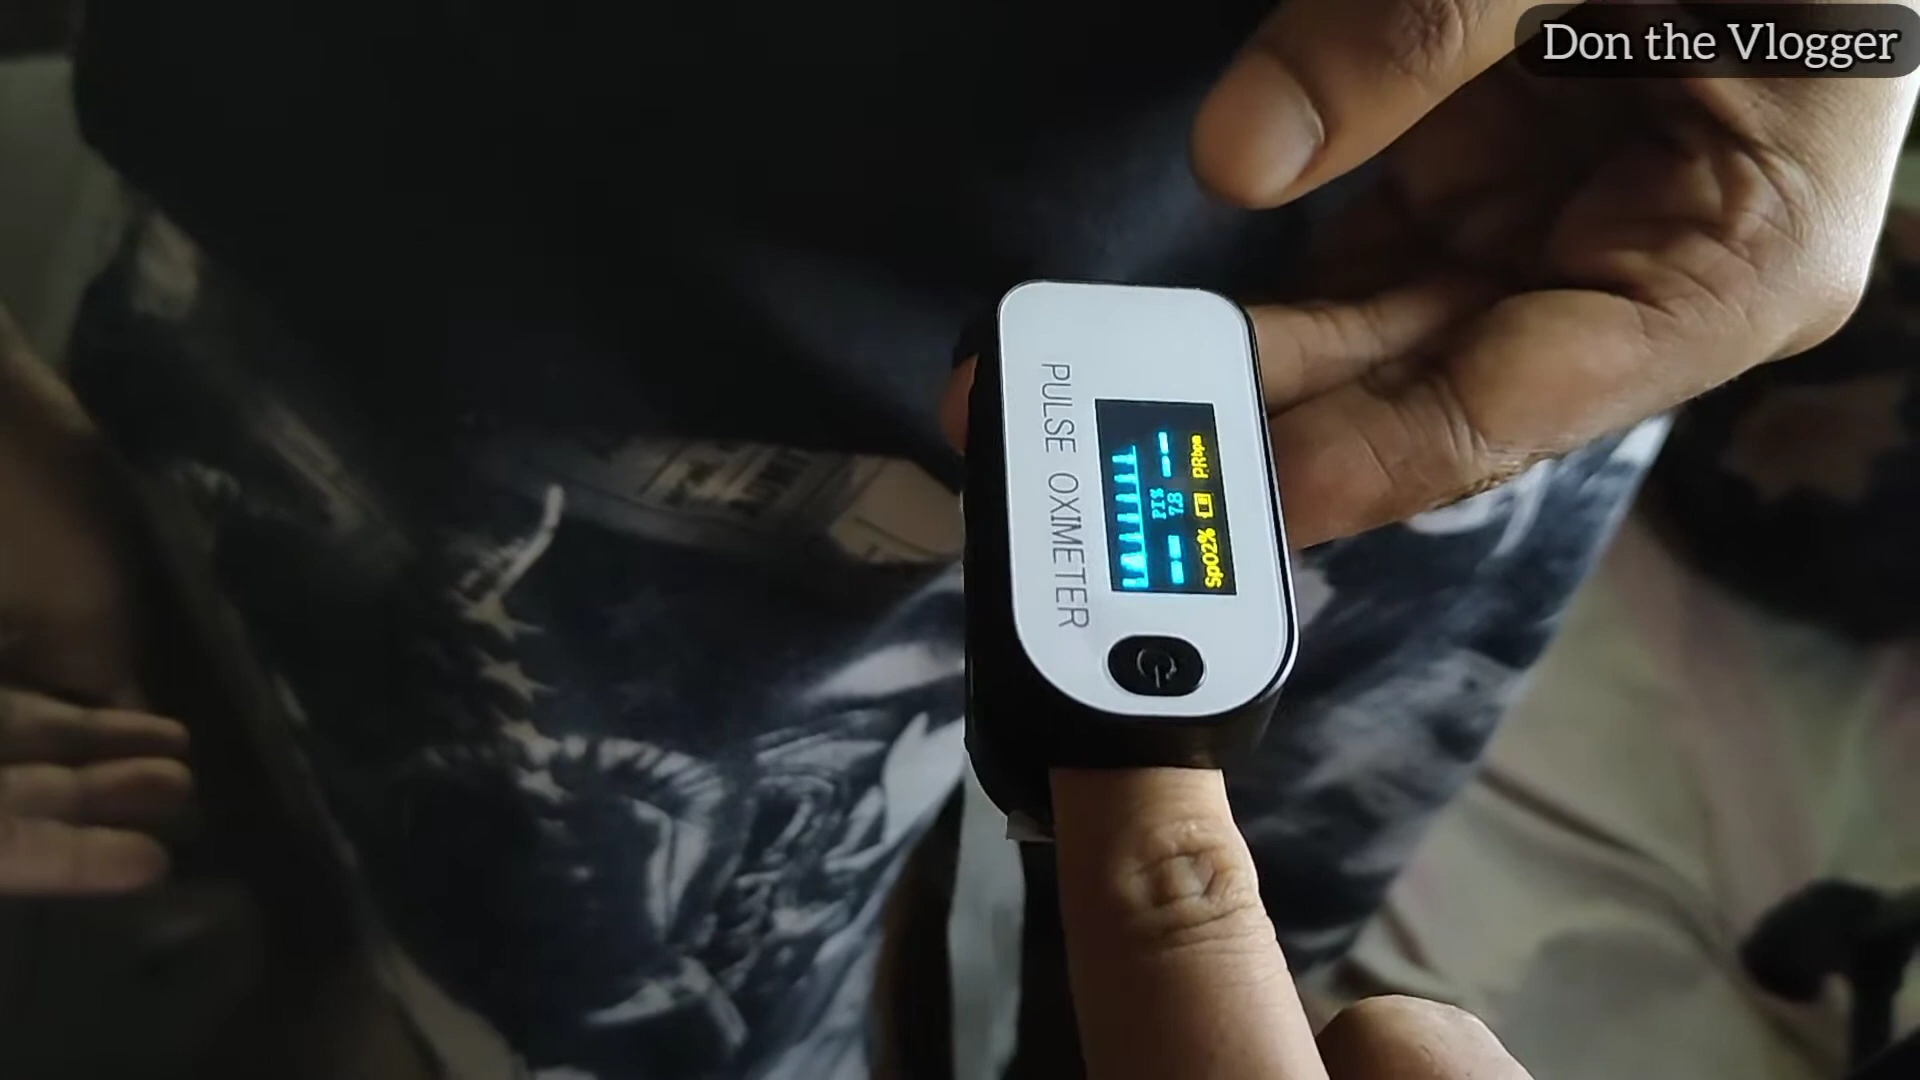 Don the Vlogger
PULSE OXIMETER
SpO2% PRbpm
-- PI% --
7.8